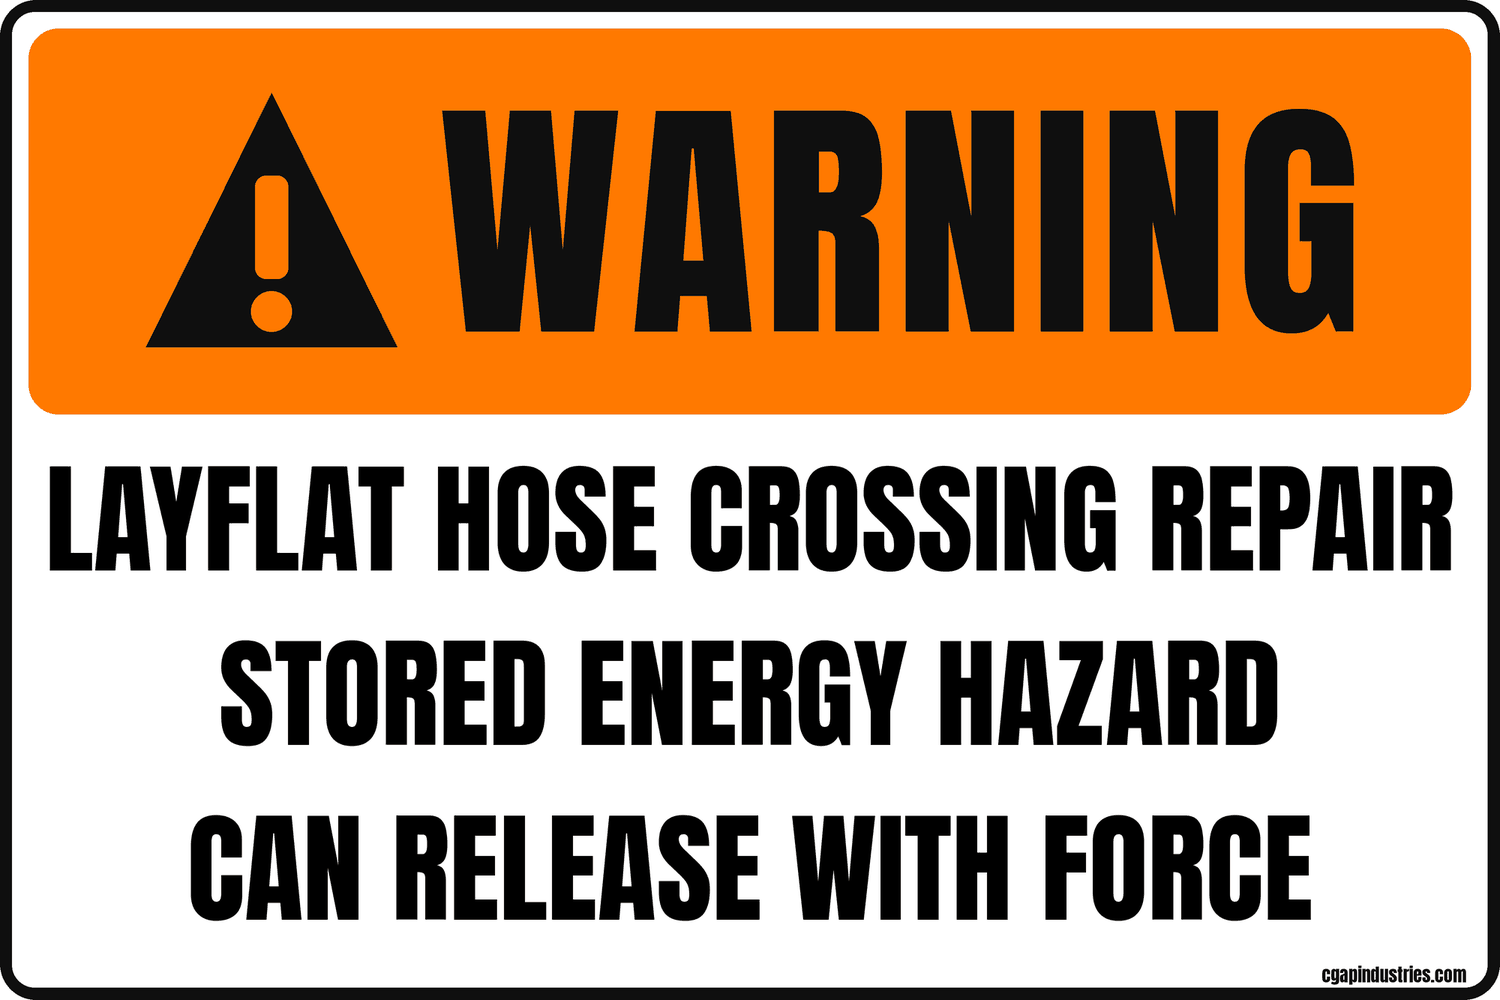 WARNING
LAYFLAT HOSE CROSSING REPAIR
STORED ENERGY HAZARD
CAN RELEASE WITH FORCE
cgapindustries.com